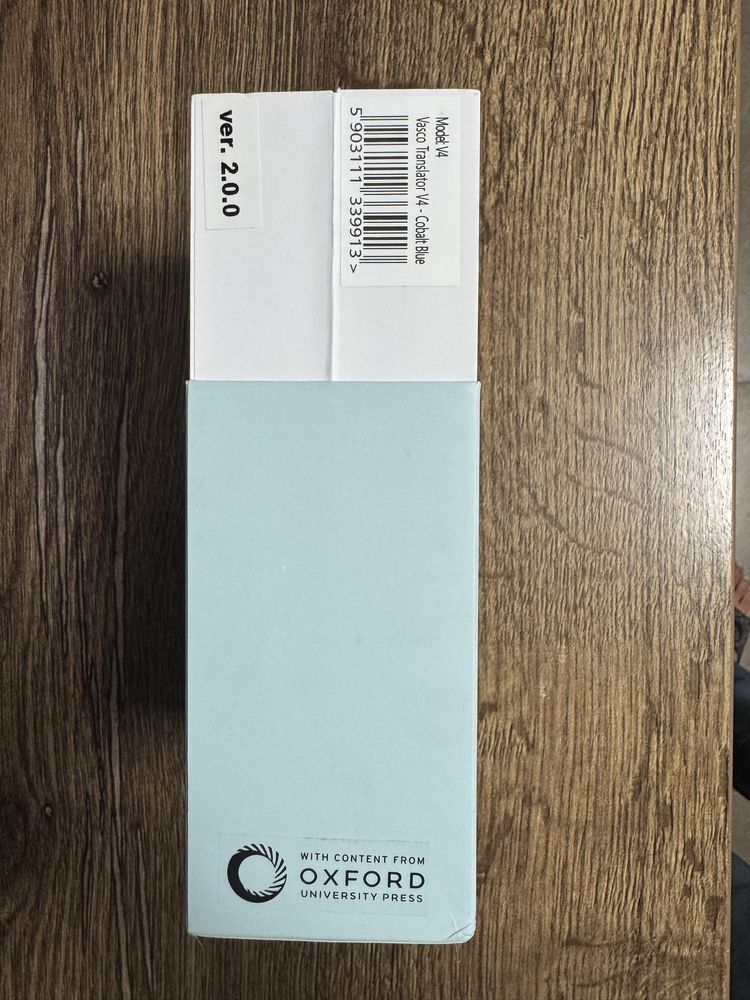 ver. 2.0.0
Model: V4
Vasco Translator V4 - Cobalt Blue
5 903111 339913 >
WITH CONTENT FROM
OXFORD
UNIVERSITY PRESS